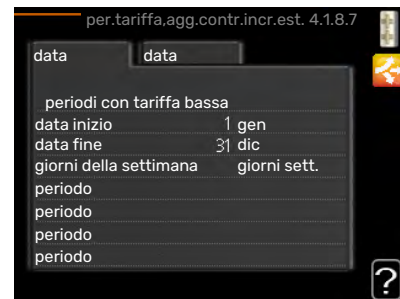 per.tariffa,agg.contr.incr.est. 4.1.8.7
data data
periodi con tariffa bassa
data inizio 1 gen
data fine 31 dic
giorni della settimana giorni sett.
periodo
periodo
periodo
periodo
?